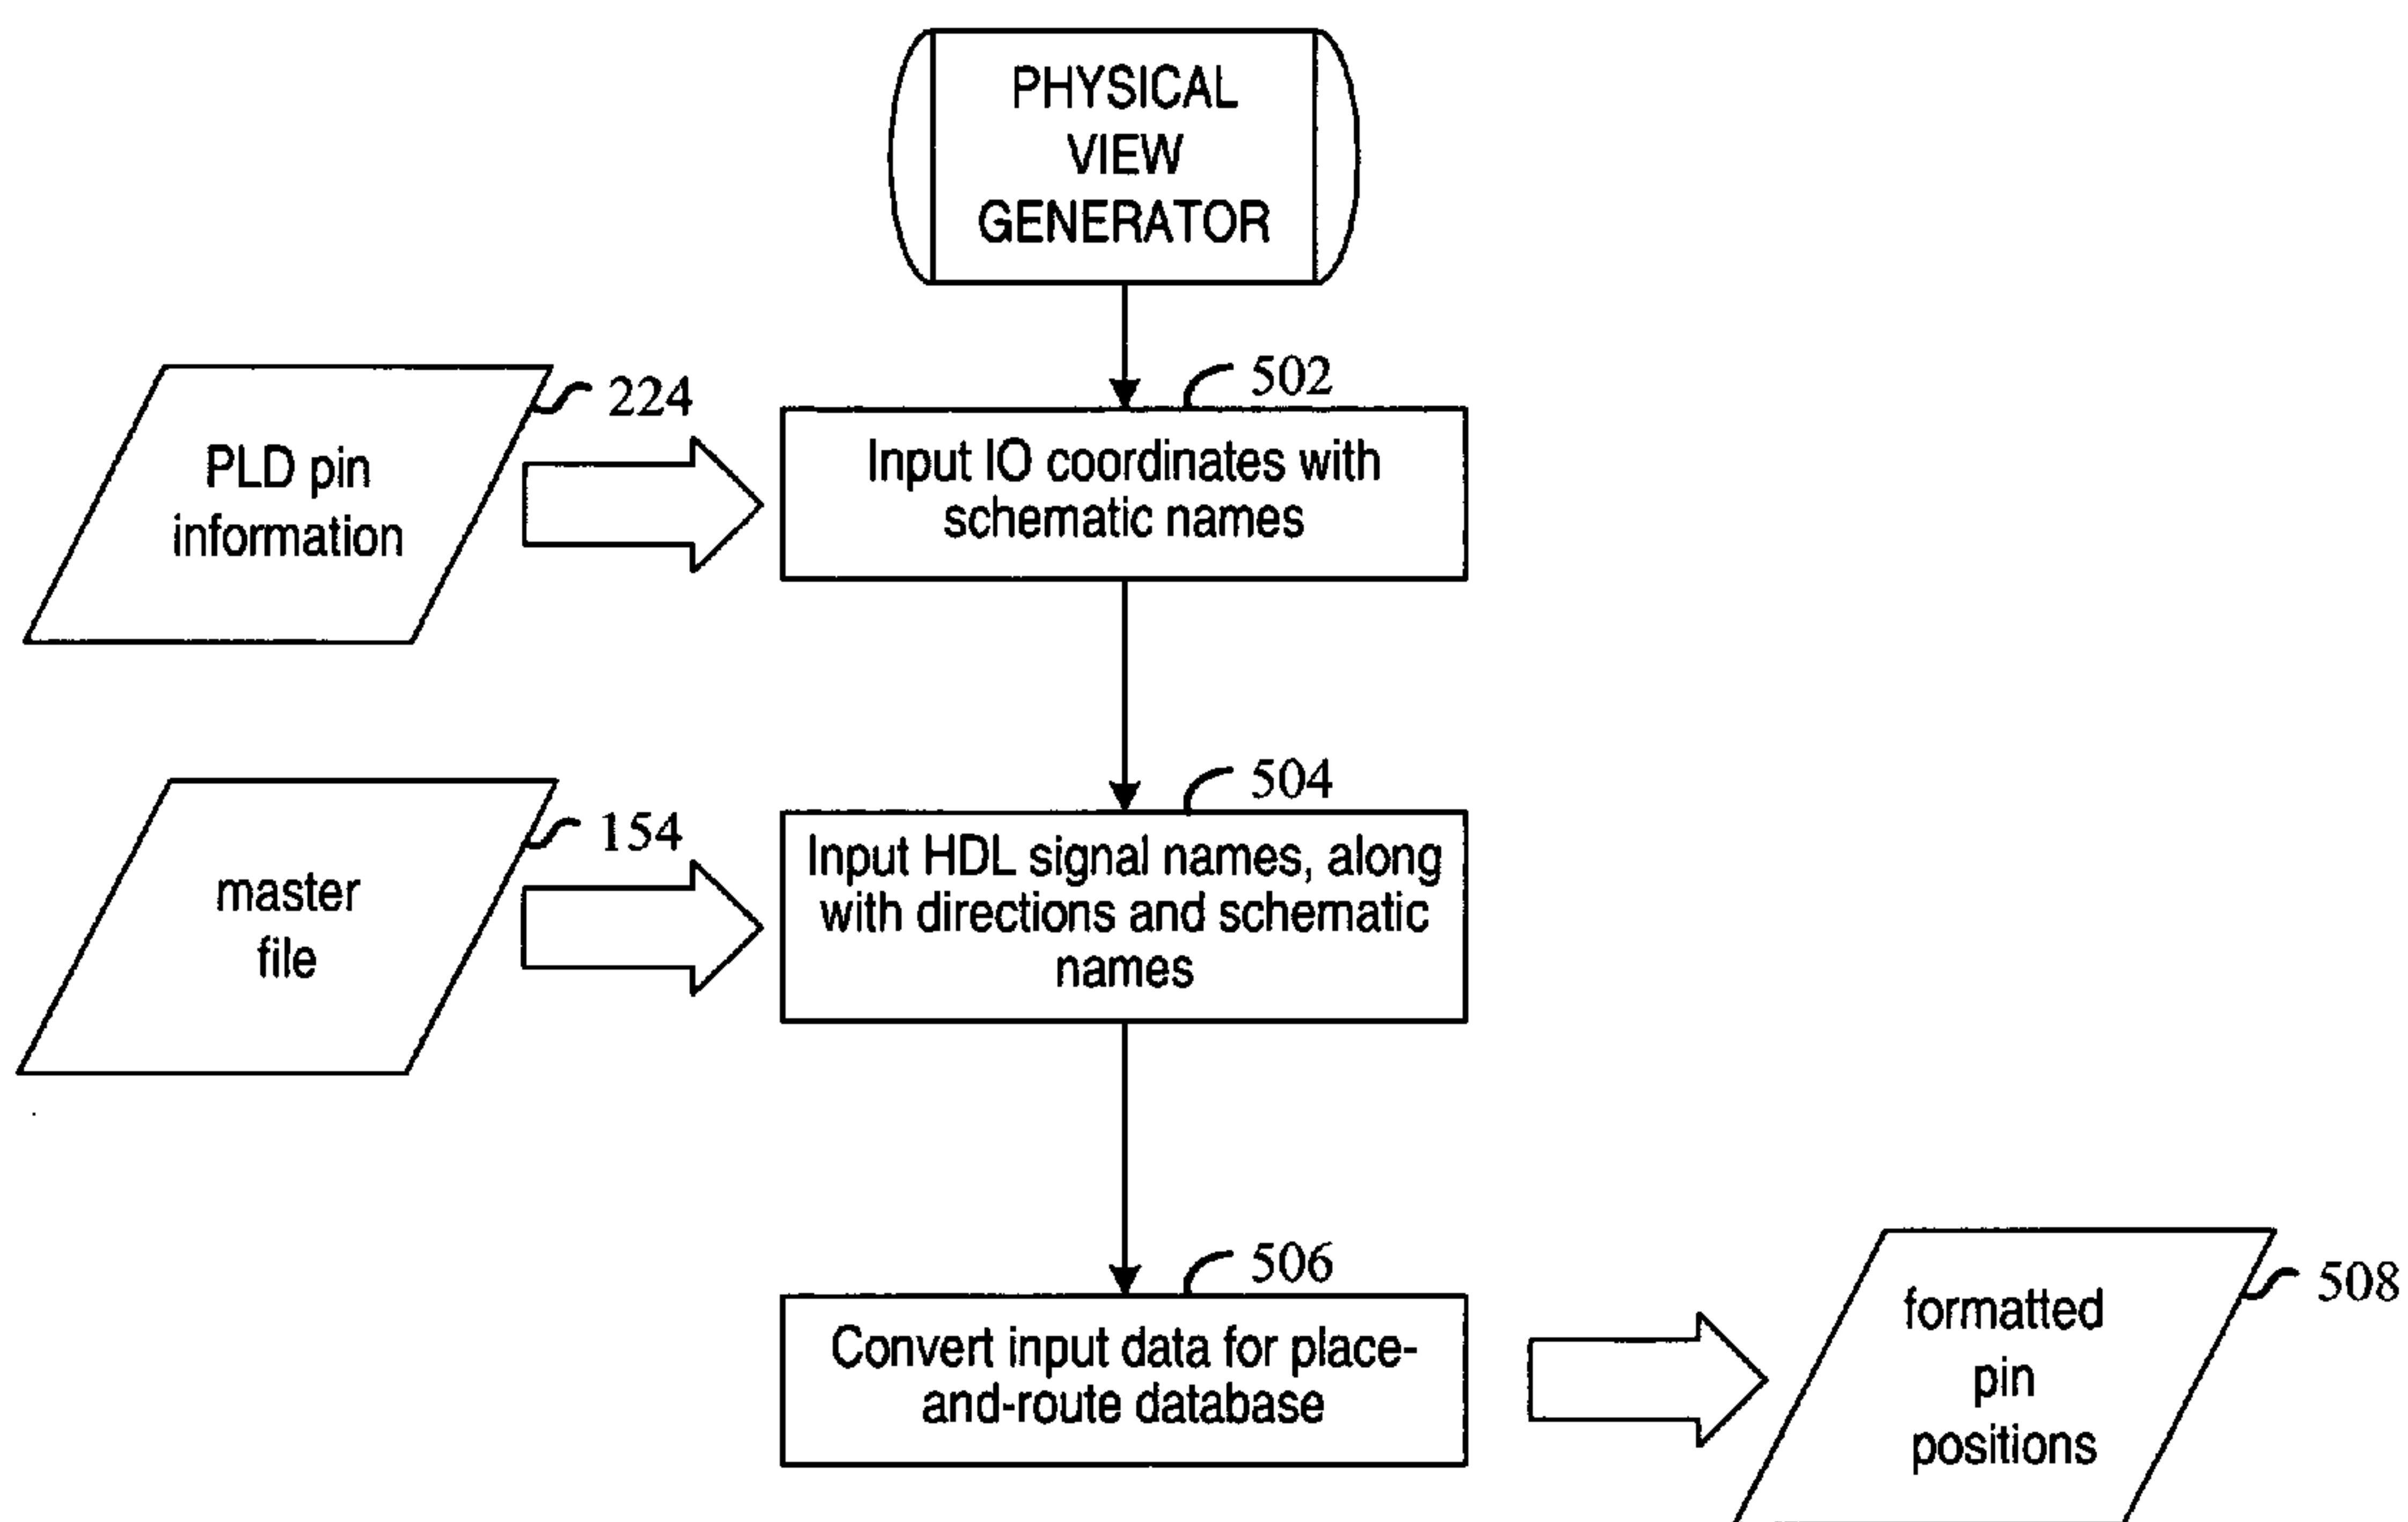 PHYSICAL
VIEW
GENERATOR
502
224
PLD pin
information
Input IO coordinates with
schematic names
504
154
master
file
Input HDL signal names, along
with directions and schematic
names
506
Convert input data for place-
and-route database
508
formatted
pin
positions